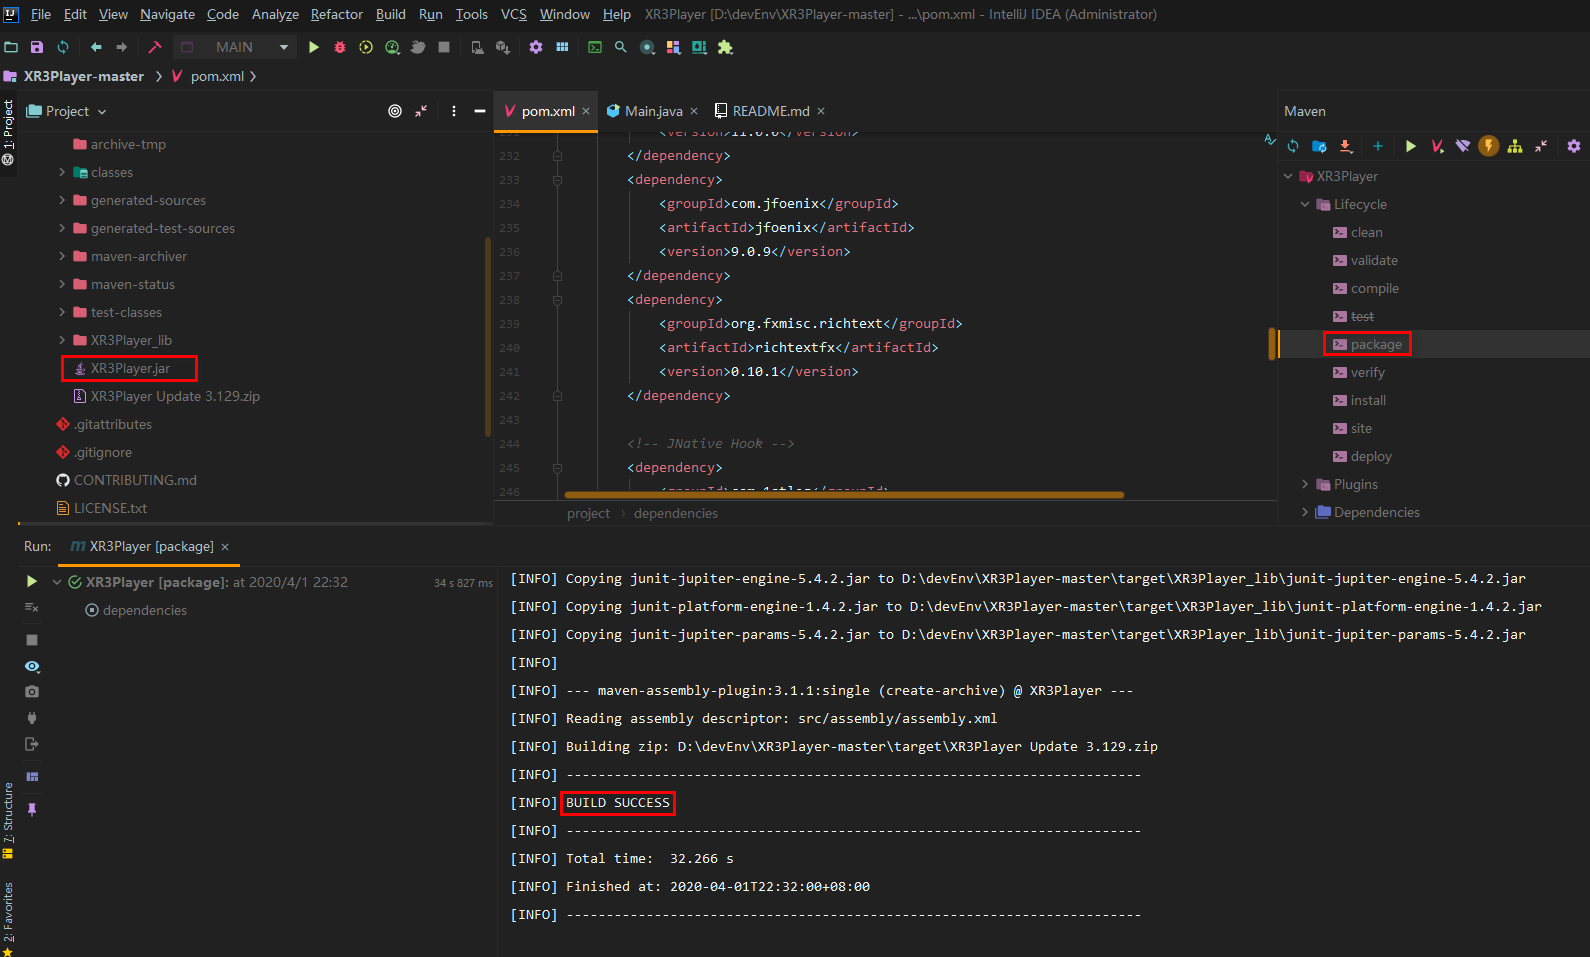 File Edit View Navigate Code Analyze Refactor Build Run Tools VCS Window Help XR3Player [D:\devEnv\XR3Player-master] - ...\pom.xml - IntelliJ IDEA (Administrator)
MAIN
XR3Player-master pom.xml
1: Project
Project
archive-tmp
classes
generated-sources
generated-test-sources
maven-archiver
maven-status
test-classes
XR3Player_lib
XR3Player.jar
XR3Player Update 3.129.zip
.gitattributes
.gitignore
CONTRIBUTING.md
LICENSE.txt
pom.xml Main.java README.md
<version>11.0.0</version>
232 </dependency>
233 <dependency>
234 <groupId>com.jfoenix</groupId>
235 <artifactId>jfoenix</artifactId>
236 <version>9.0.9</version>
237 </dependency>
238 <dependency>
239 <groupId>org.fxmisc.richtext</groupId>
240 <artifactId>richtextfx</artifactId>
241 <version>0.10.1</version>
242 </dependency>
243
244 <!-- JNative Hook -->
245 <dependency>
246
project dependencies
Maven
XR3Player
Lifecycle
clean
validate
compile
test
package
verify
install
site
deploy
Plugins
Dependencies
Run: XR3Player [package]
XR3Player [package]: at 2020/4/1 22:32 34 s 827 ms
dependencies
[INFO] Copying junit-jupiter-engine-5.4.2.jar to D:\devEnv\XR3Player-master\target\XR3Player_lib\junit-jupiter-engine-5.4.2.jar
[INFO] Copying junit-platform-engine-1.4.2.jar to D:\devEnv\XR3Player-master\target\XR3Player_lib\junit-platform-engine-1.4.2.jar
[INFO] Copying junit-jupiter-params-5.4.2.jar to D:\devEnv\XR3Player-master\target\XR3Player_lib\junit-jupiter-params-5.4.2.jar
[INFO]
[INFO] --- maven-assembly-plugin:3.1.1:single (create-archive) @ XR3Player ---
[INFO] Reading assembly descriptor: src/assembly/assembly.xml
[INFO] Building zip: D:\devEnv\XR3Player-master\target\XR3Player Update 3.129.zip
[INFO] ------------------------------------------------------------------------
[INFO] BUILD SUCCESS
[INFO] ------------------------------------------------------------------------
[INFO] Total time:  32.266 s
[INFO] Finished at: 2020-04-01T22:32:00+08:00
[INFO] ------------------------------------------------------------------------
7: Structure
2: Favorites